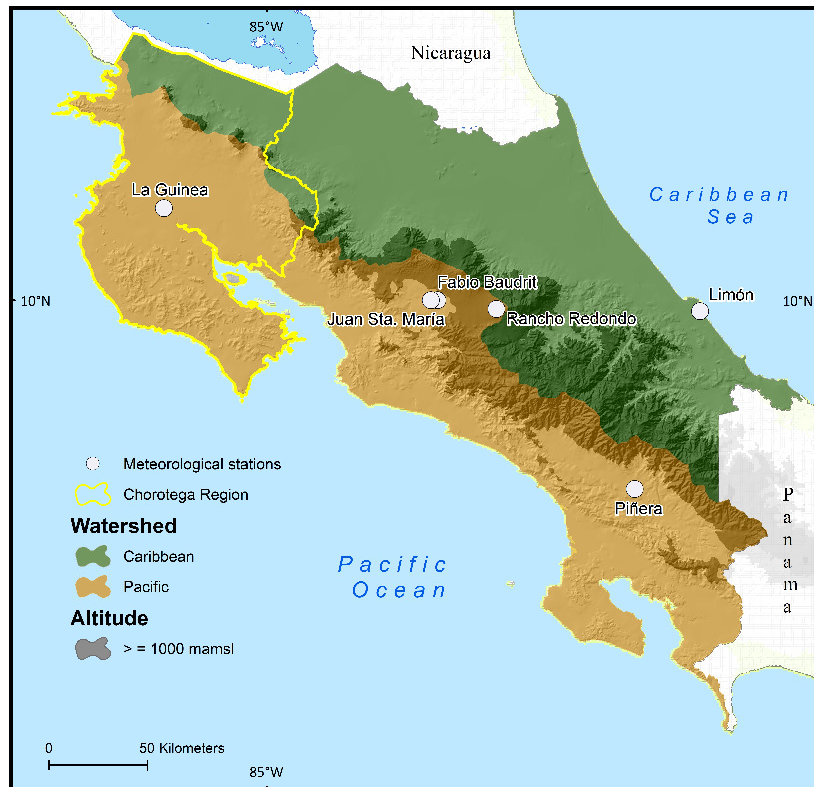 85°W
Nicaragua
Caribbean
Sea
La Guinea
Fabio Baudrit
Limón
10°N
10°N
Juan Sta. María
Rancho Redondo
Meteorological stations
Chorotega Region
Watershed
Caribbean
Pacific
Altitude
> = 1000 mamsl
Piñera
Panama
Pacific
Ocean
0 50 Kilometers
85°W